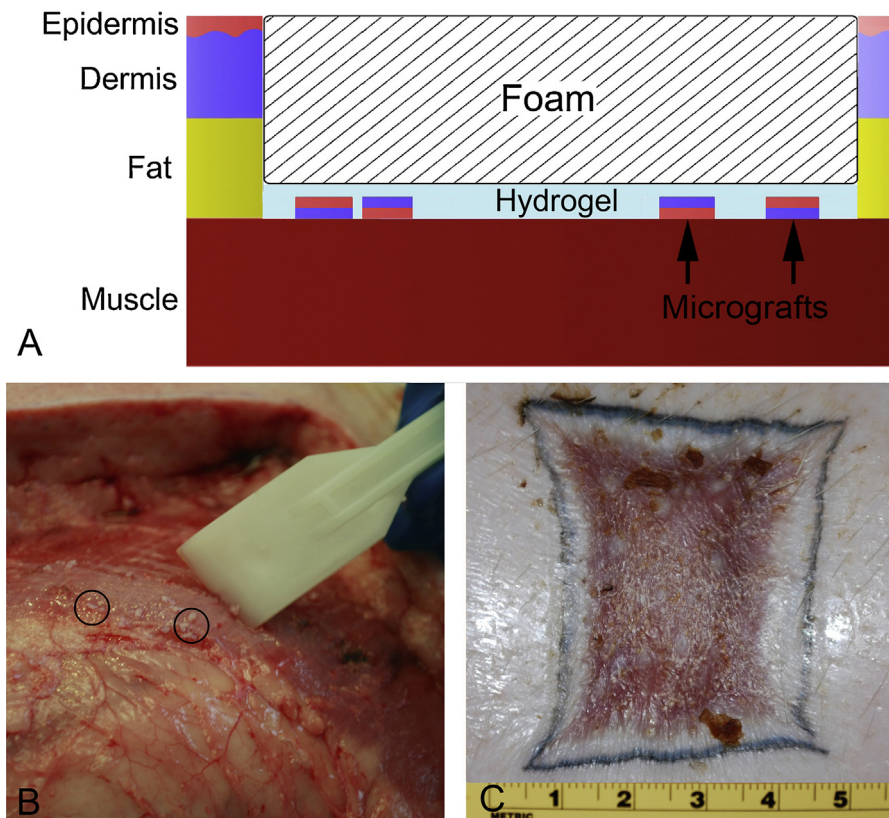 Epidermis
Dermis
Foam
Fat
Hydrogel
Muscle
Micrografts
A
B
C
1 2 3 4 5
METRIC